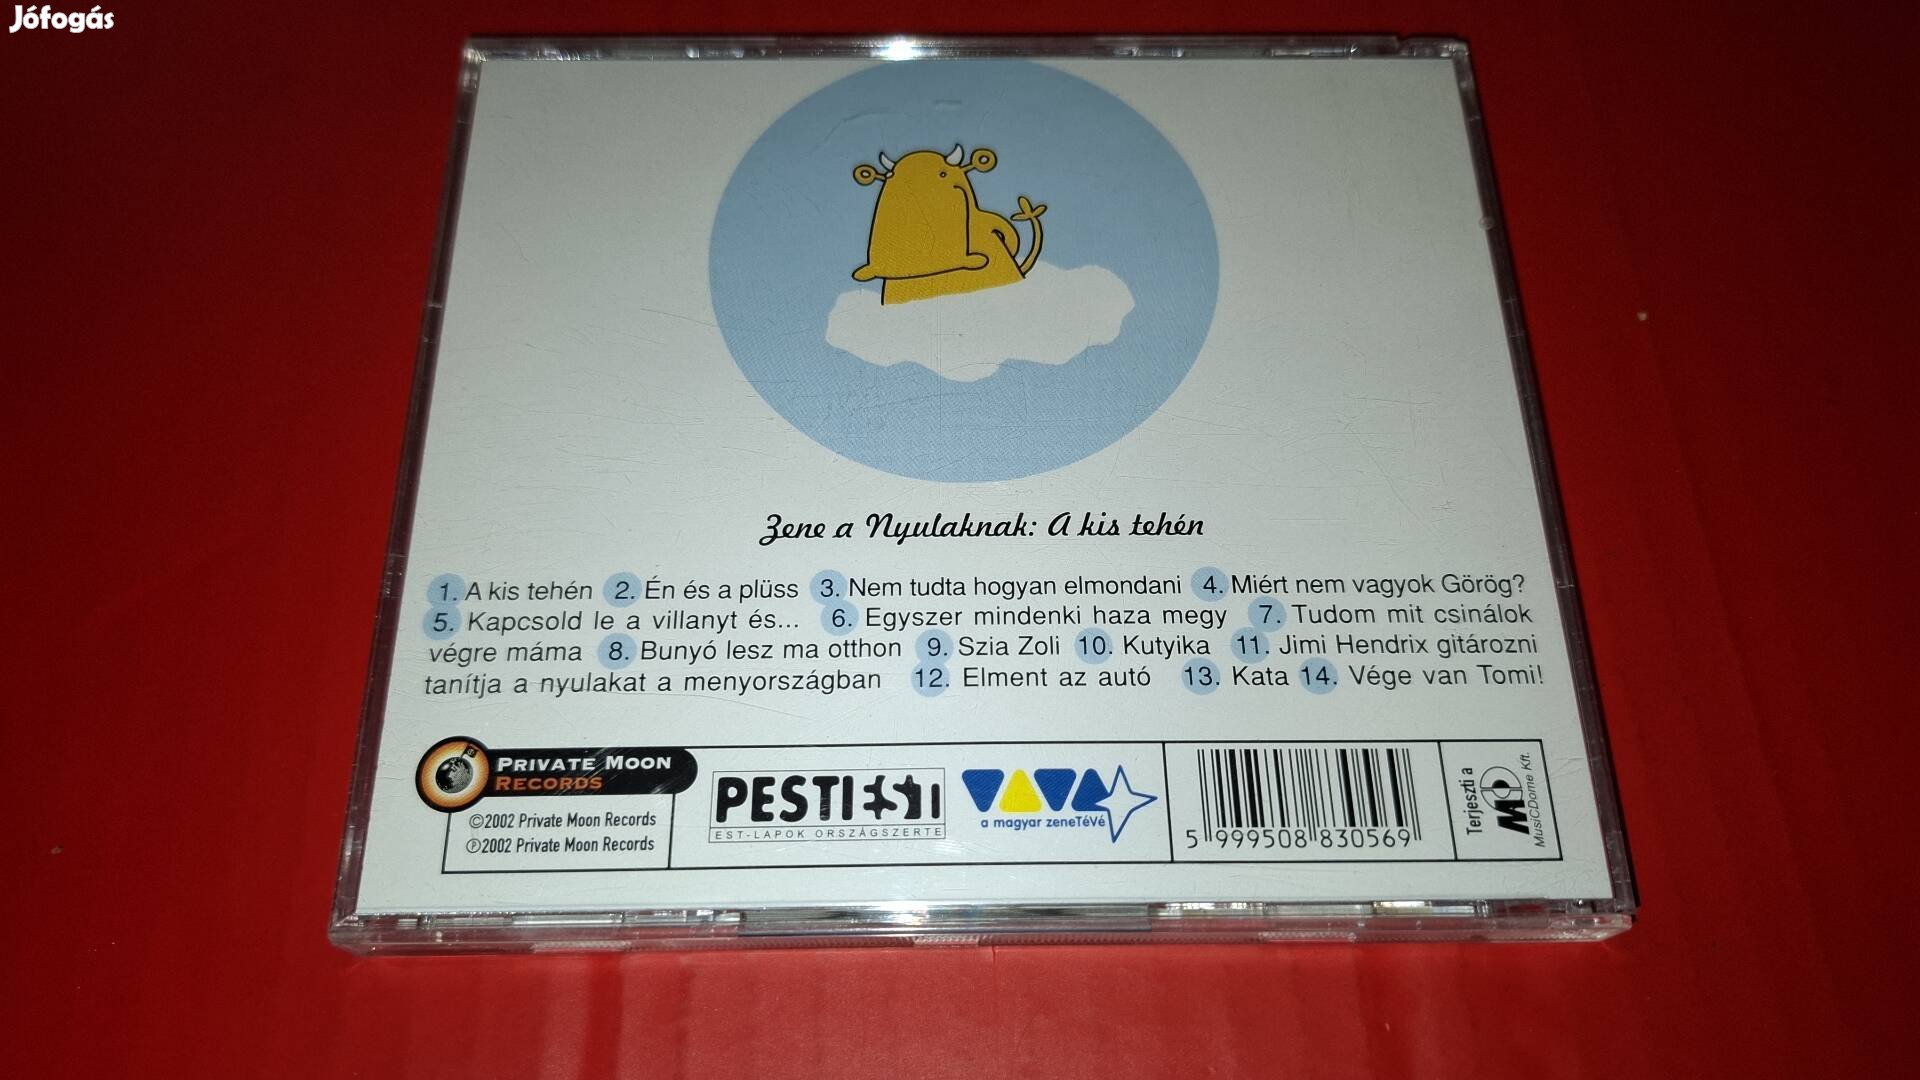 Jófogás
Zene a Nyulaknak: A kis tehén
1. A kis tehén 2. Én és a plüss 3. Nem tudta hogyan elmondani 4. Miért nem vagyok Görög?
5. Kapcsold le a villanyt és... 6. Egyszer mindenki haza megy 7. Tudom mit csinálok
végre máma 8. Bunyó lesz ma otthon 9. Szia Zoli 10. Kutyika 11. Jimi Hendrix gitározni
tanítja a nyulakat a menyországban 12. Elment az autó 13. Kata 14. Vége van Tomi!
PRIVATE MOON
RECORDS
©2002 Private Moon Records
℗2002 Private Moon Records
PESTI EST
EST-LAPOK ORSZÁGSZERTE
VIVA
a magyar zeneTéVé
5 999508 830569
Terjeszti a
MD
MusiCDome Kft.